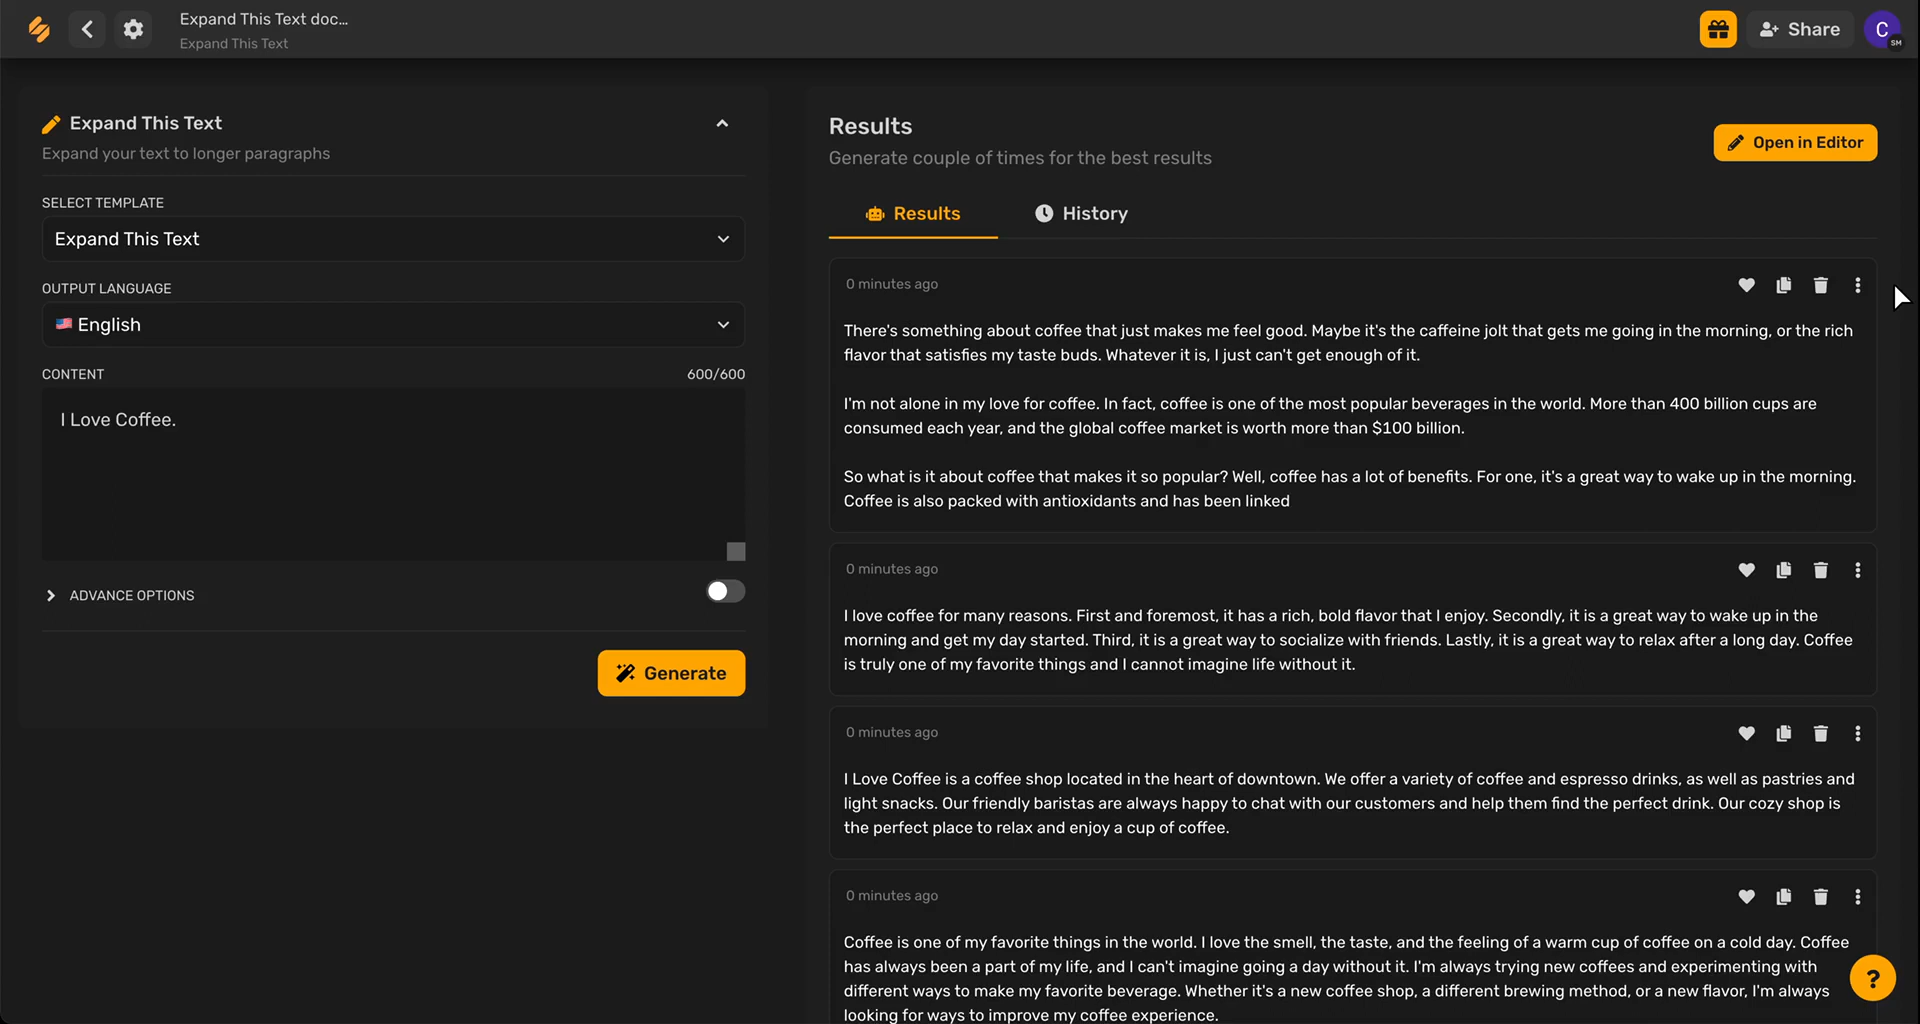 Expand This Text doc...
Expand This Text
Share
C
SM
Expand This Text
Expand your text to longer paragraphs
SELECT TEMPLATE
Expand This Text
OUTPUT LANGUAGE
English
CONTENT
600/600
I Love Coffee.
ADVANCE OPTIONS
Generate
Results
Generate couple of times for the best results
Open in Editor
Results
History
0 minutes ago
There's something about coffee that just makes me feel good. Maybe it's the caffeine jolt that gets me going in the morning, or the rich
flavor that satisfies my taste buds. Whatever it is, I just can't get enough of it.
I'm not alone in my love for coffee. In fact, coffee is one of the most popular beverages in the world. More than 400 billion cups are
consumed each year, and the global coffee market is worth more than $100 billion.
So what is it about coffee that makes it so popular? Well, coffee has a lot of benefits. For one, it's a great way to wake up in the morning.
Coffee is also packed with antioxidants and has been linked
0 minutes ago
I love coffee for many reasons. First and foremost, it has a rich, bold flavor that I enjoy. Secondly, it is a great way to wake up in the
morning and get my day started. Third, it is a great way to socialize with friends. Lastly, it is a great way to relax after a long day. Coffee
is truly one of my favorite things and I cannot imagine life without it.
0 minutes ago
I Love Coffee is a coffee shop located in the heart of downtown. We offer a variety of coffee and espresso drinks, as well as pastries and
light snacks. Our friendly baristas are always happy to chat with our customers and help them find the perfect drink. Our cozy shop is
the perfect place to relax and enjoy a cup of coffee.
0 minutes ago
Coffee is one of my favorite things in the world. I love the smell, the taste, and the feeling of a warm cup of coffee on a cold day. Coffee
has always been a part of my life, and I can't imagine going a day without it. I'm always trying new coffees and experimenting with
different ways to make my favorite beverage. Whether it's a new coffee shop, a different brewing method, or a new flavor, I'm always
looking for ways to improve my coffee experience.
?